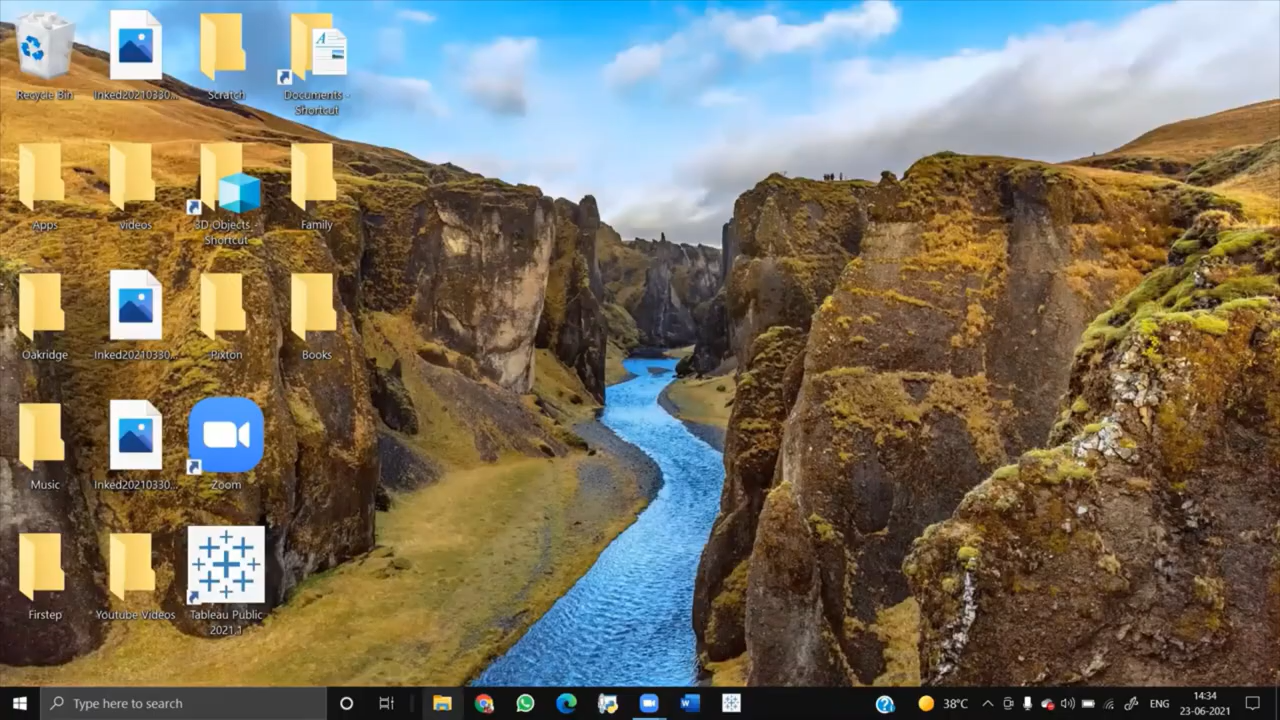 Recycle Bin
Inked20210330...
Scratch
Documents -
Shortcut
Apps
videos
3D Objects -
Shortcut
Family
Oakridge
Inked20210330...
Pixton
Books
Music
Inked20210330...
Zoom
Firstep
Youtube Videos
Tableau Public
2021.1
Type here to search
38°C
ENG
14:34
23-06-2021